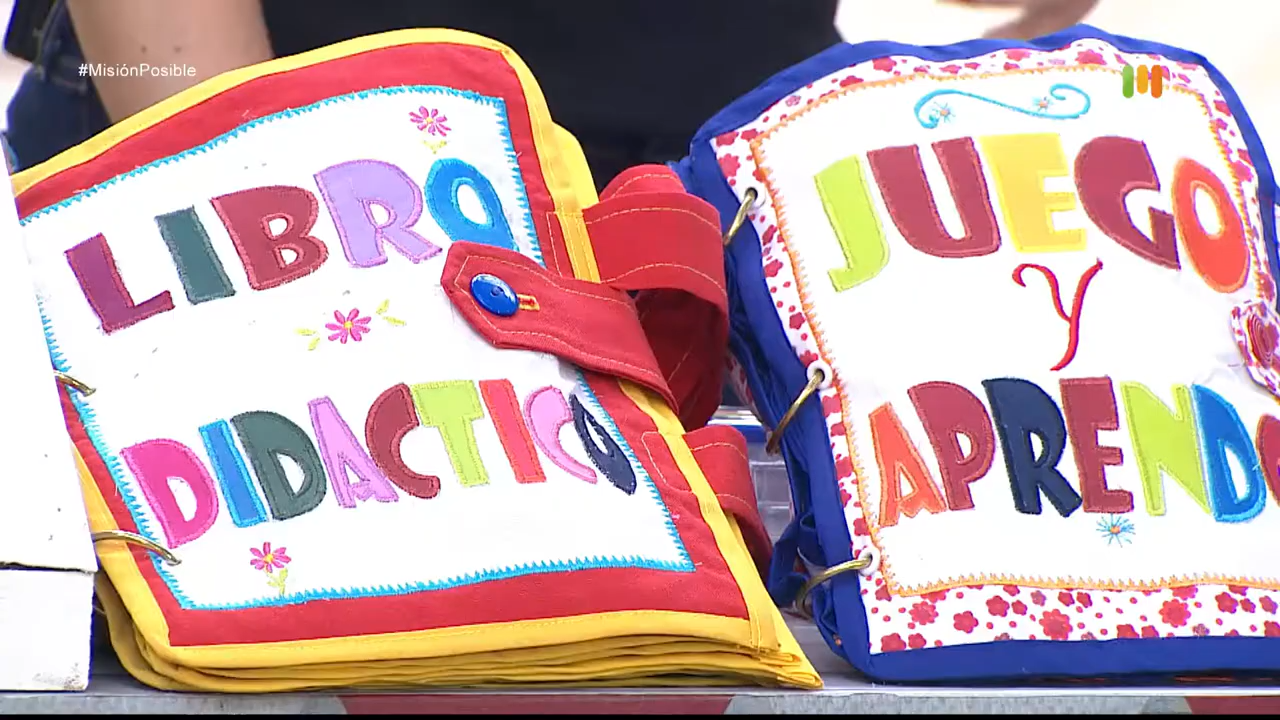 #MisiónPosible
LIBRO
DIDACTICO
JUEGO
Y
APRENDO